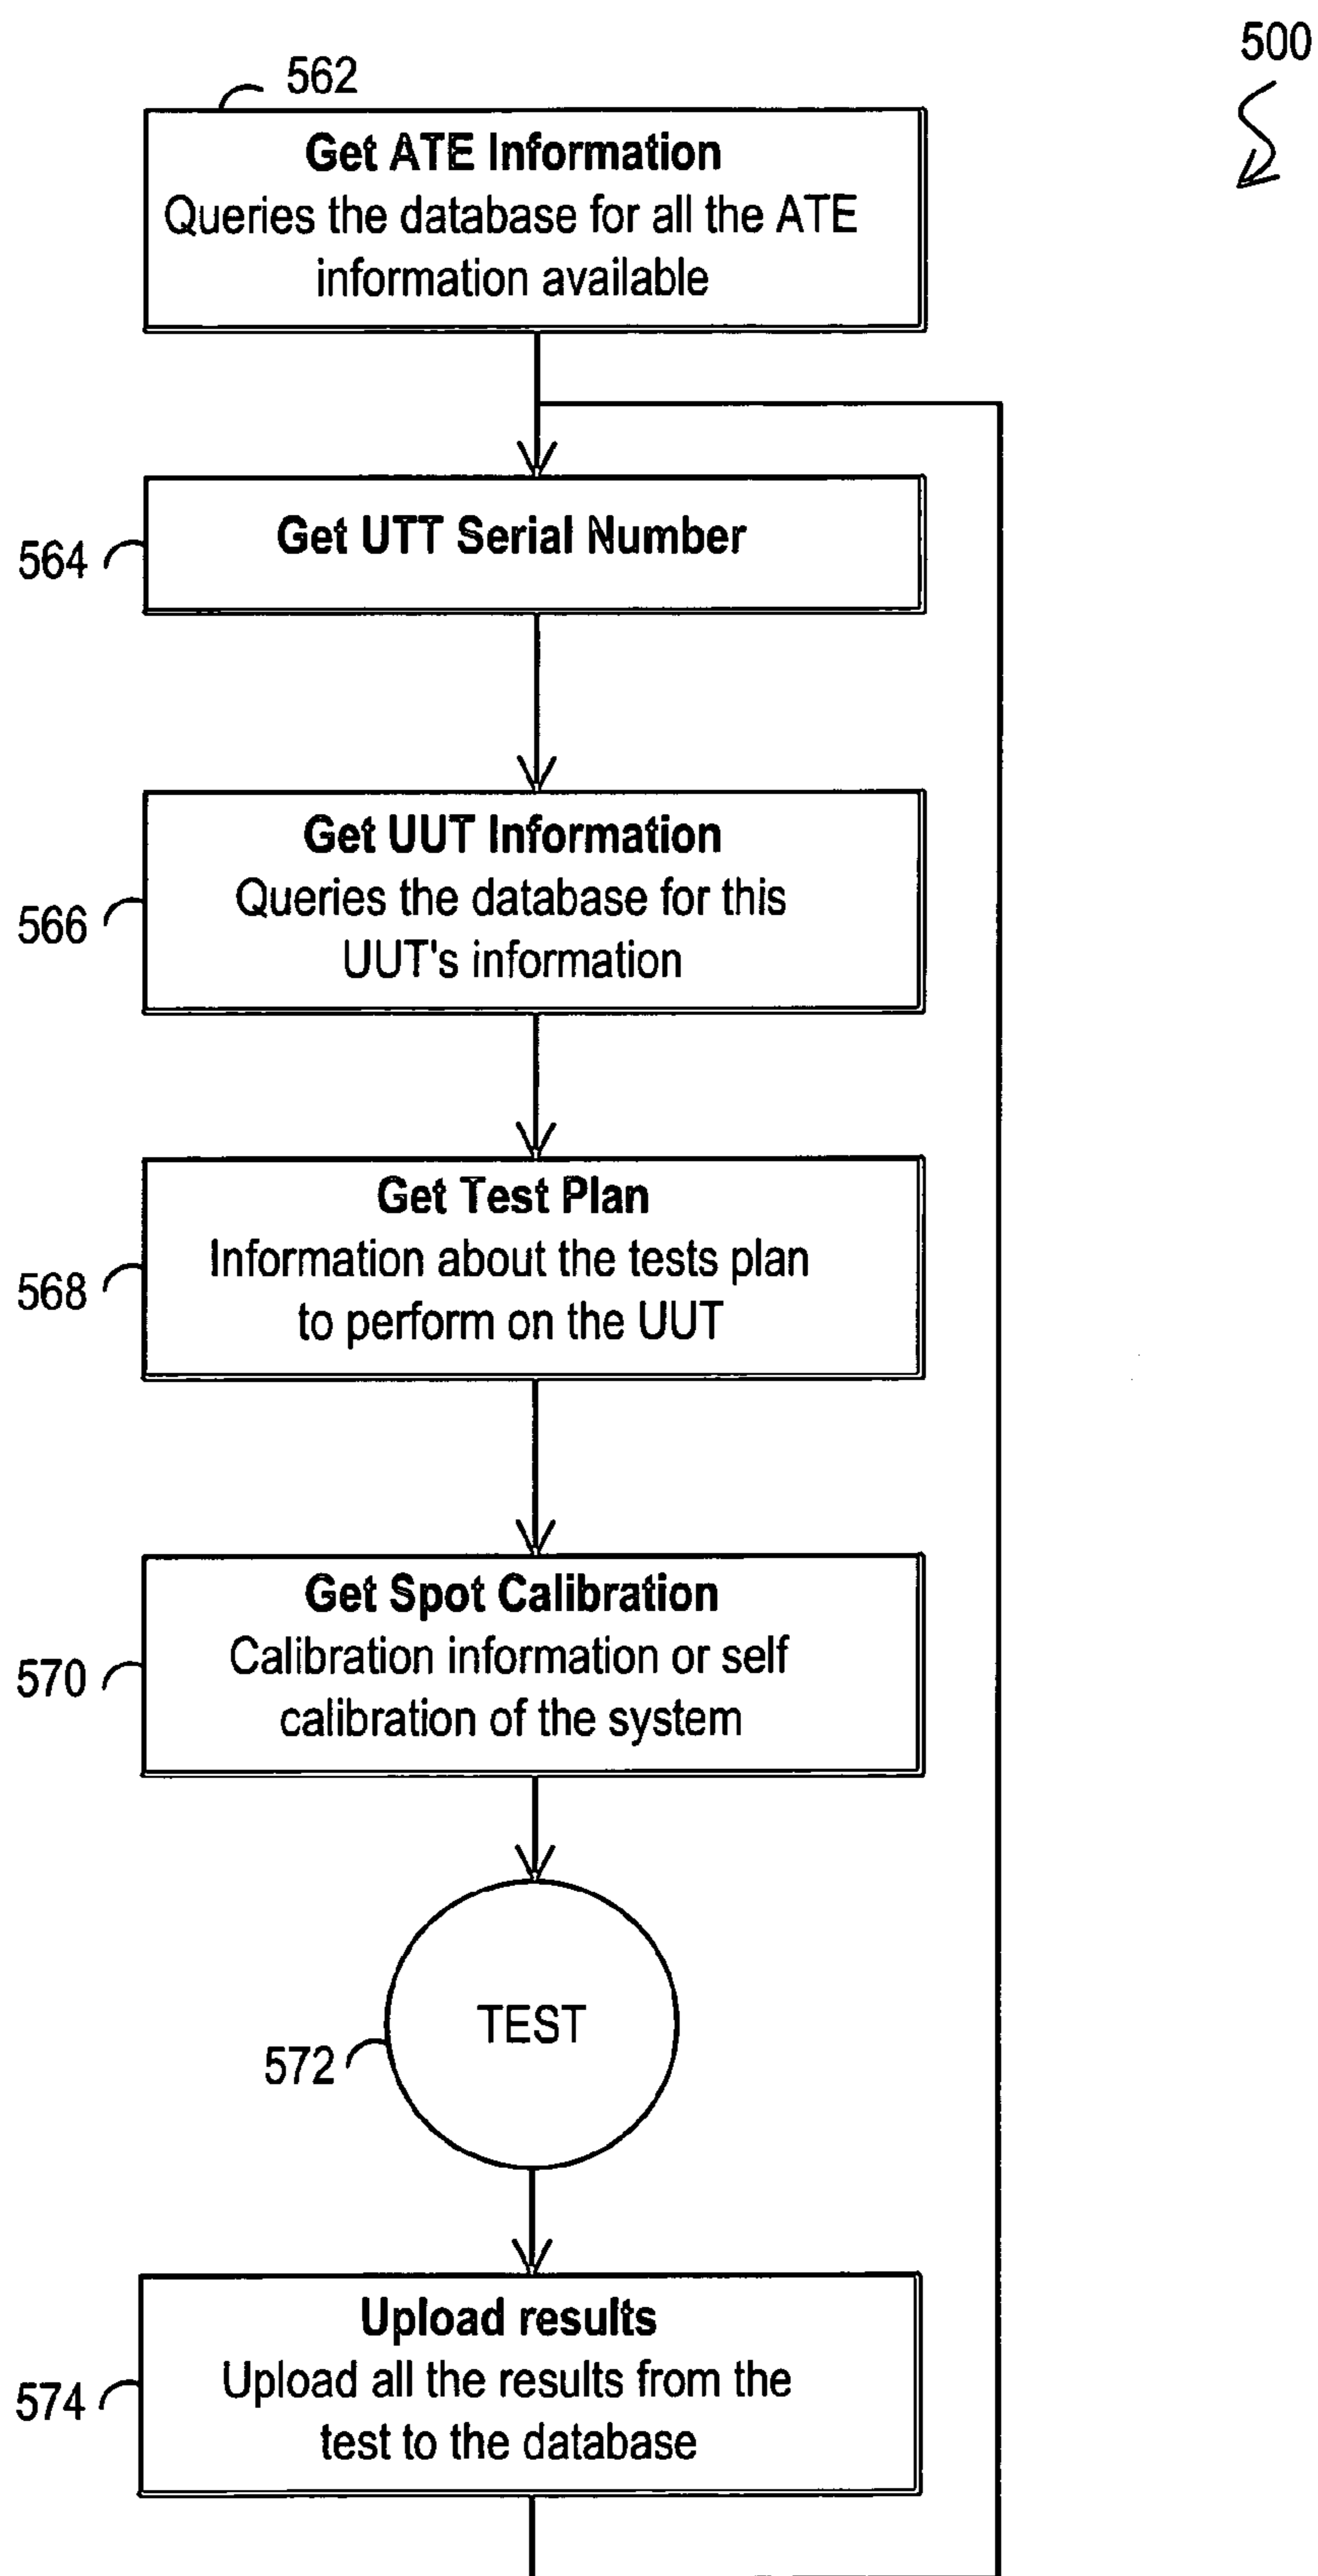 500
562
Get ATE Information
Queries the database for all the ATE
information available
Get UTT Serial Number
564
Get UUT Information
Queries the database for this
UUT's information
566
Get Test Plan
Information about the tests plan
to perform on the UUT
568
Get Spot Calibration
Calibration information or self
calibration of the system
570
TEST
572
Upload results
Upload all the results from the
test to the database
574